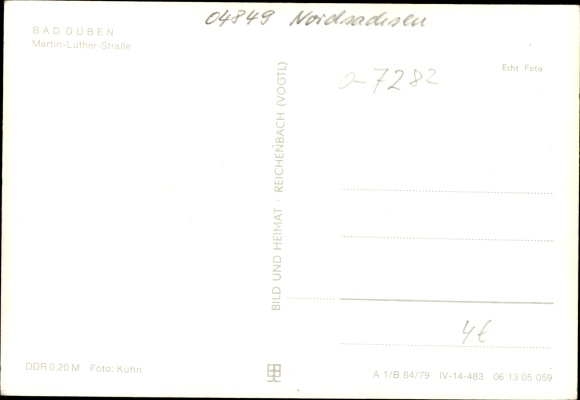 04849 Nordsachsen
BAD DÜBEN
Martin-Luther-Straße
o-7282
Echt Foto
BILD UND HEIMAT · REICHENBACH (VOGTL)
4€
DDR 0,20 M Foto: Kühn
A 1/B 84/79 IV-14-483 06 13 05 059